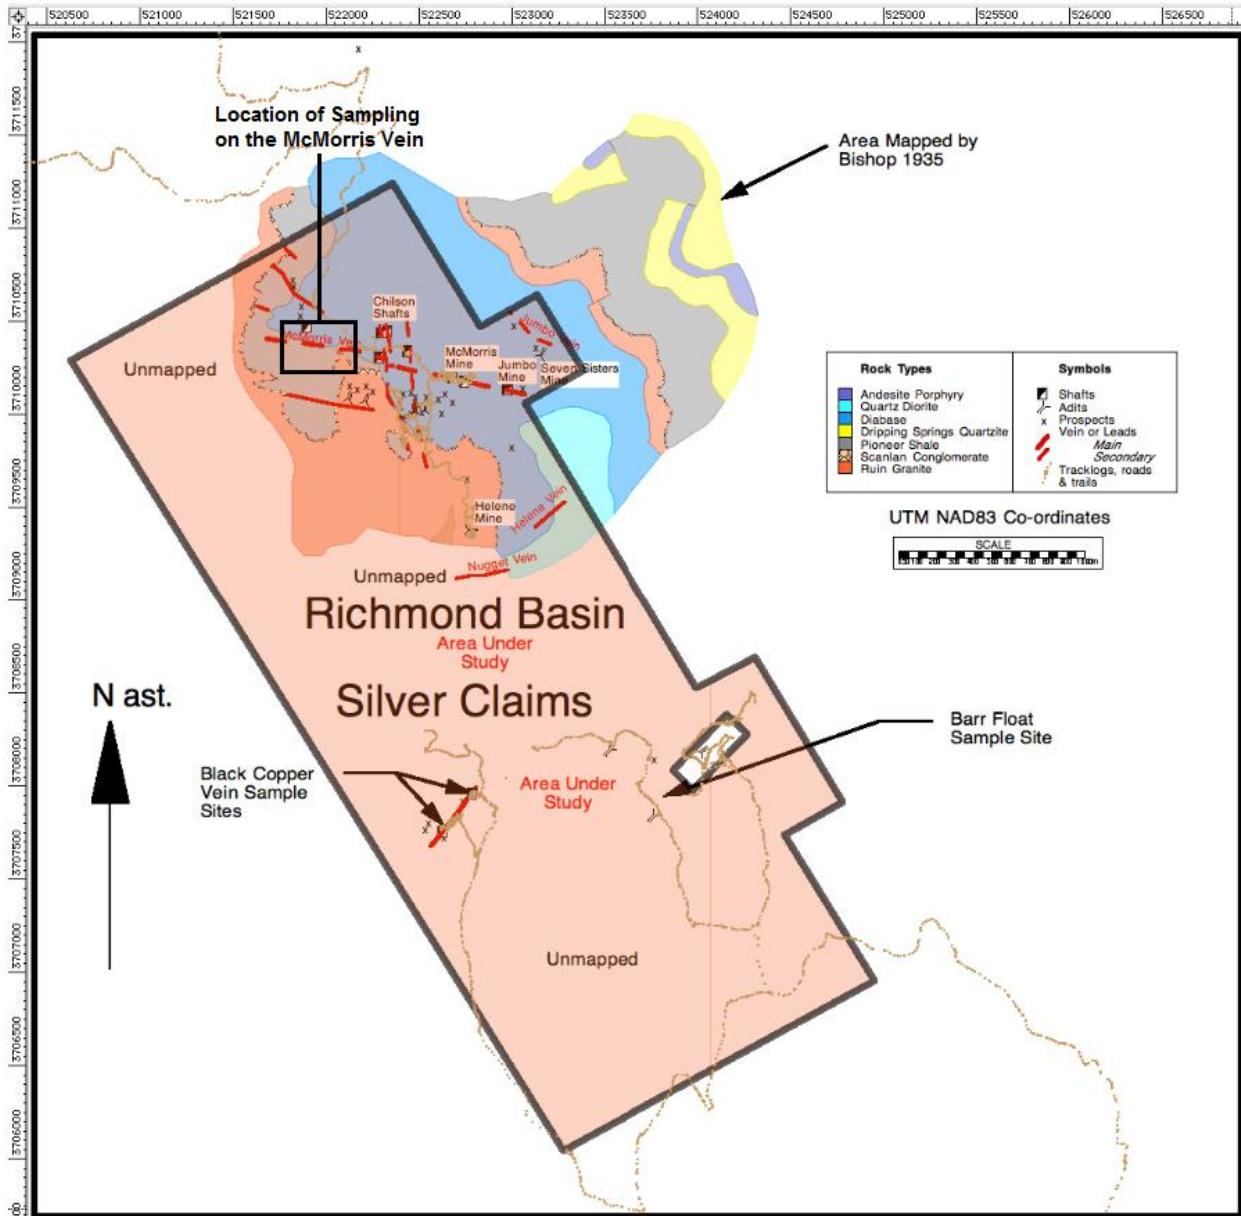 520500 521000 521500 522000 522500 523000 523500 524000 524500 525000 525500 526000 526500
3711500
3711000
3710500
3710000
3709500
3709000
3708500
3708000
3707500
3707000
3706500
3706000
Location of Sampling
on the McMorris Vein
Area Mapped by
Bishop 1935
Chilson
Shafts
Jumbo Vein
McMorris Vein
McMorris
Mine
Jumbo
Mine
Seven Sisters
Mine
Unmapped
Helene Vein
Helene
Mine
Nugget Vein
Unmapped
Rock Types
Andesite Porphyry
Quartz Diorite
Diabase
Dripping Springs Quartzite
Pioneer Shale
Scanlan Conglomerate
Ruin Granite
Symbols
Shafts
Adits
Prospects
Vein or Leads
Main
Secondary
Tracklogs, roads
& trails
UTM NAD83 Co-ordinates
SCALE
Richmond Basin
Area Under
Study
Silver Claims
N ast.
Barr Float
Sample Site
Black Copper
Vein Sample
Sites
Area Under
Study
Unmapped